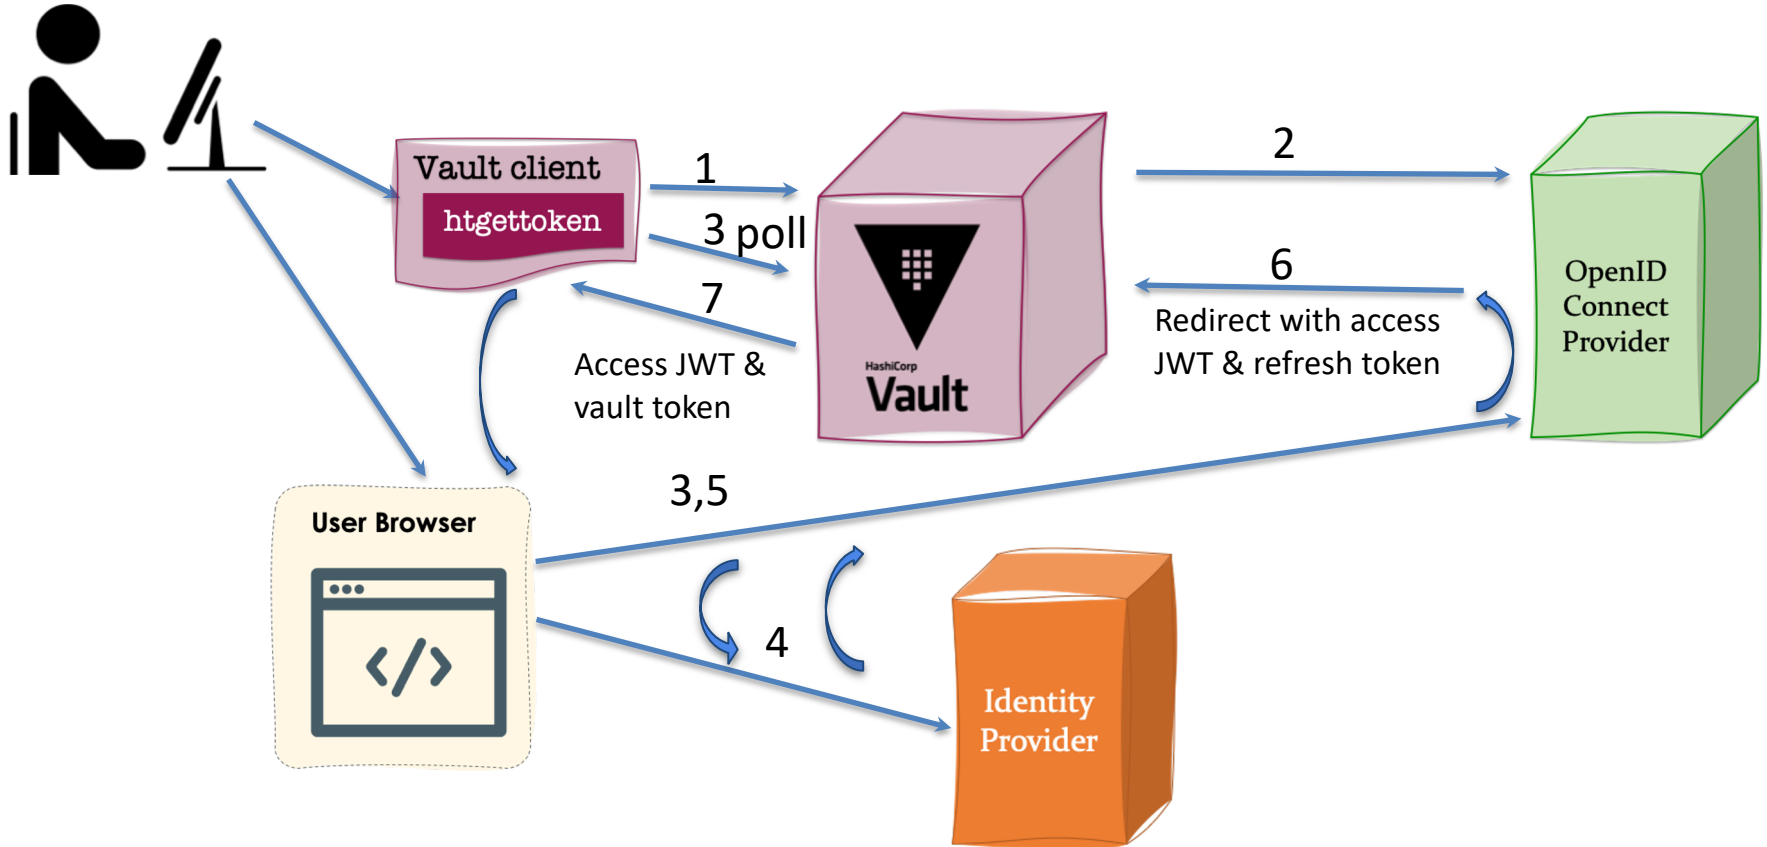 Vault client
htgettoken
1
3 poll
7
Access JWT &
vault token
HashiCorp
Vault
2
6
Redirect with access
JWT & refresh token
OpenID
Connect
Provider
3,5
User Browser
</>
4
Identity
Provider